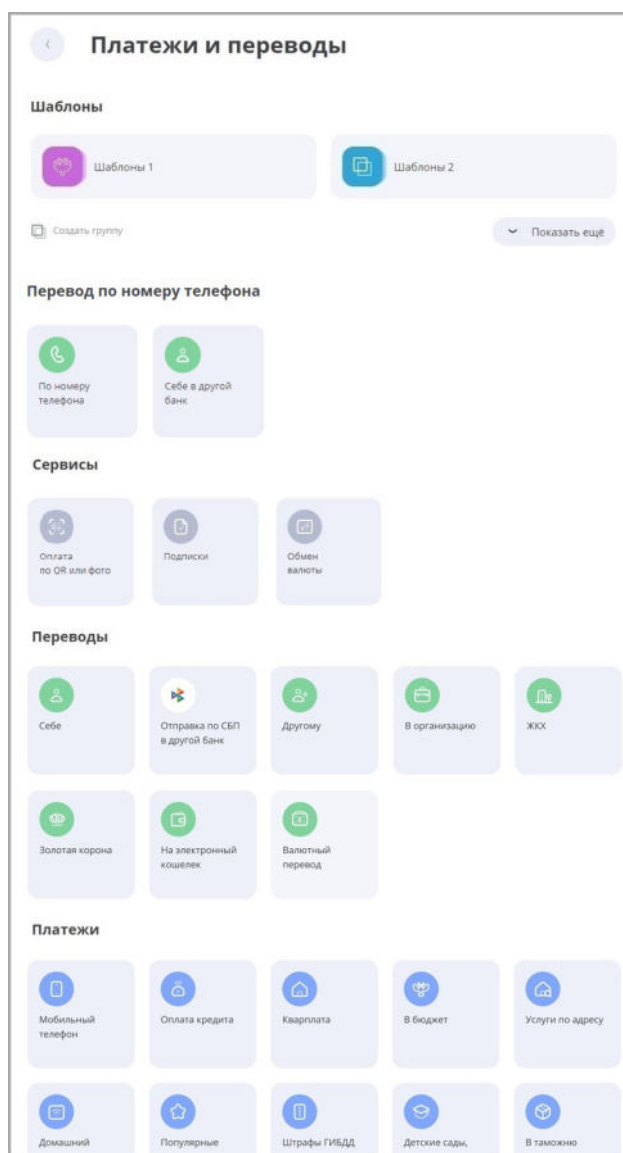 Платежи и переводы
Шаблоны
Шаблоны 1
Шаблоны 2
Создать группу
Показать ещё
Перевод по номеру телефона
По номеру
телефона
Себе в другой
банк
Сервисы
Оплата
по QR или фото
Подписки
Обмен
валюты
Переводы
Себе
Отправка по СБП
в другой банк
Другому
В организацию
ЖКХ
Золотая корона
На электронный
кошелек
Валютный
перевод
Платежи
Мобильный
телефон
Оплата кредита
Кварплата
В бюджет
Услуги по адресу
Домашний
Популярные
Штрафы ГИБДД
Детские сады,
В таможню